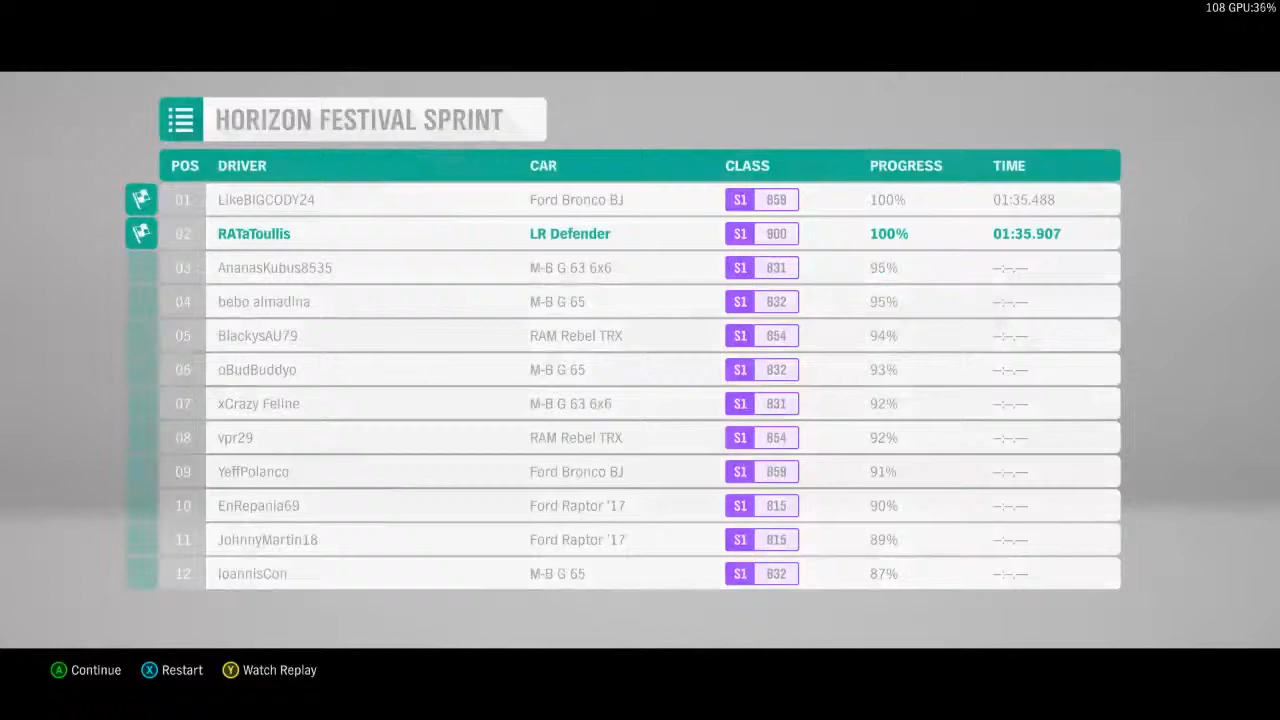 108 GPU:36%
HORIZON FESTIVAL SPRINT
POS DRIVER CAR CLASS PROGRESS TIME
01 LikeBIGCODY24 Ford Bronco BJ S1 859 100% 01:35.488
02 RATaToullis LR Defender S1 900 100% 01:35.907
03 AnanasKubus8535 M-B G 63 6x6 S1 831 95% --:--.---
04 bebo almadina M-B G 65 S1 832 95% --:--.---
05 BlackysAU79 RAM Rebel TRX S1 854 94% --:--.---
06 oBudBuddyo M-B G 65 S1 832 93% --:--.---
07 xCrazy Feline M-B G 63 6x6 S1 831 92% --:--.---
08 vpr29 RAM Rebel TRX S1 854 92% --:--.---
09 YeffPolanco Ford Bronco BJ S1 859 91% --:--.---
10 EnRepania69 Ford Raptor '17 S1 815 90% --:--.---
11 JohnnyMartin18 Ford Raptor '17 S1 815 89% --:--.---
12 IoannisCon M-B G 65 S1 832 87% --:--.---
A Continue X Restart Y Watch Replay